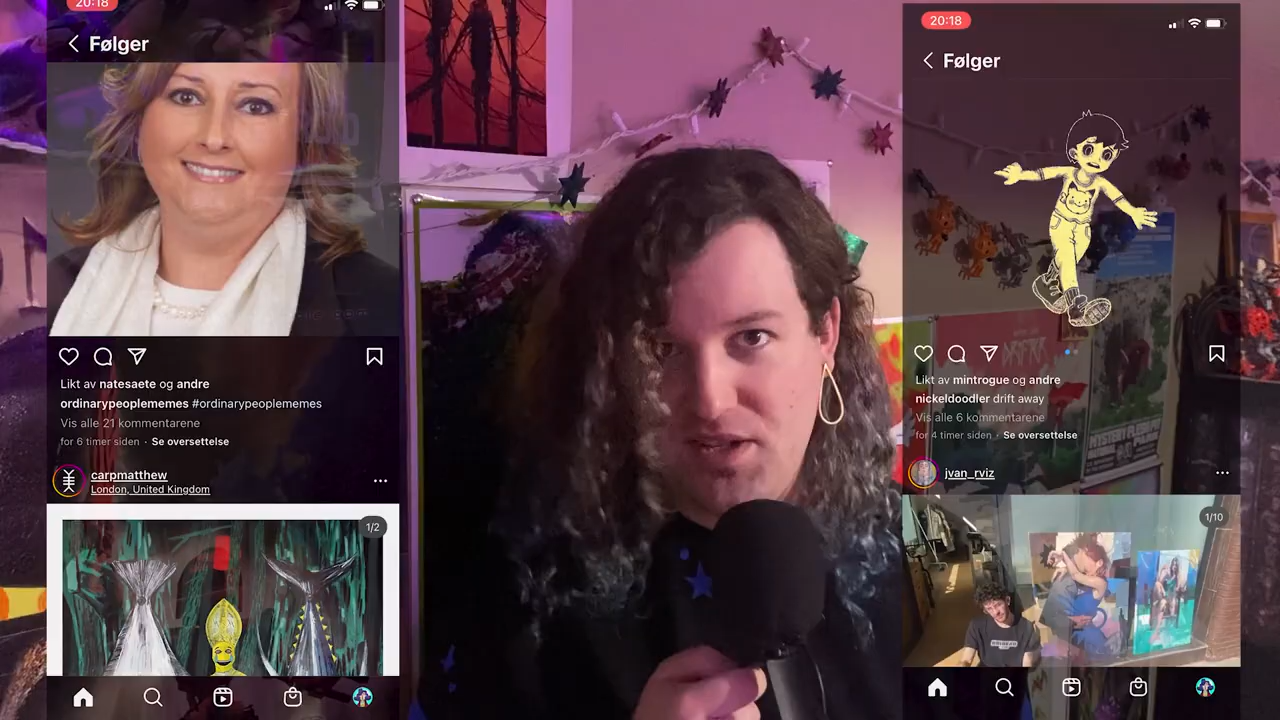 20:18
Følger
Likt av natesaete og andre
ordinarypeoplememes #ordinarypeoplememes
Vis alle 21 kommentarene
for 6 timer siden · Se oversettelse
carpmatthew
London, United Kingdom
1/2
20:18
Følger
Likt av mintrogue og andre
nickeldoodler drift away
Vis alle 6 kommentarene
for 4 timer siden · Se oversettelse
jvan_rviz
1/10